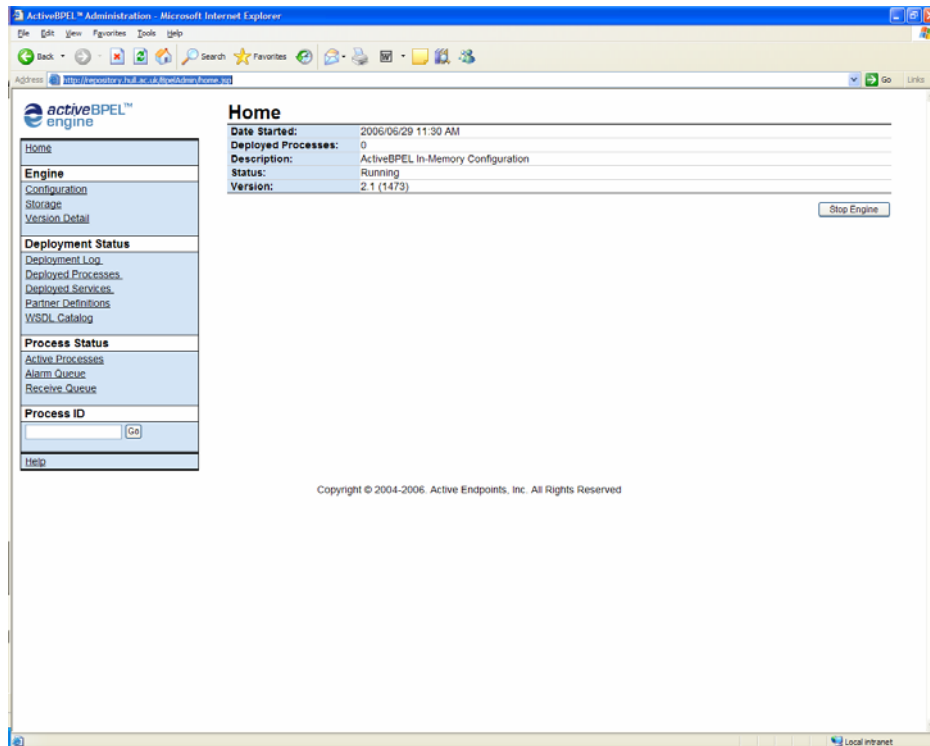 ActiveBPEL™ Administration - Microsoft Internet Explorer
File Edit View Favorites Tools Help
Back Search Favorites
Address http://repository.hull.ac.uk/BpelAdmin/home.jsp Go Links
activeBPEL™
engine
Home
Engine
Configuration
Storage
Version Detail
Deployment Status
Deployment Log
Deployed Processes
Deployed Services
Partner Definitions
WSDL Catalog
Process Status
Active Processes
Alarm Queue
Receive Queue
Process ID
Go
Help
Home
Date Started: 2006/06/29 11:30 AM
Deployed Processes: 0
Description: ActiveBPEL In-Memory Configuration
Status: Running
Version: 2.1 (1473)
Stop Engine
Copyright © 2004-2006. Active Endpoints, Inc. All Rights Reserved
Local intranet